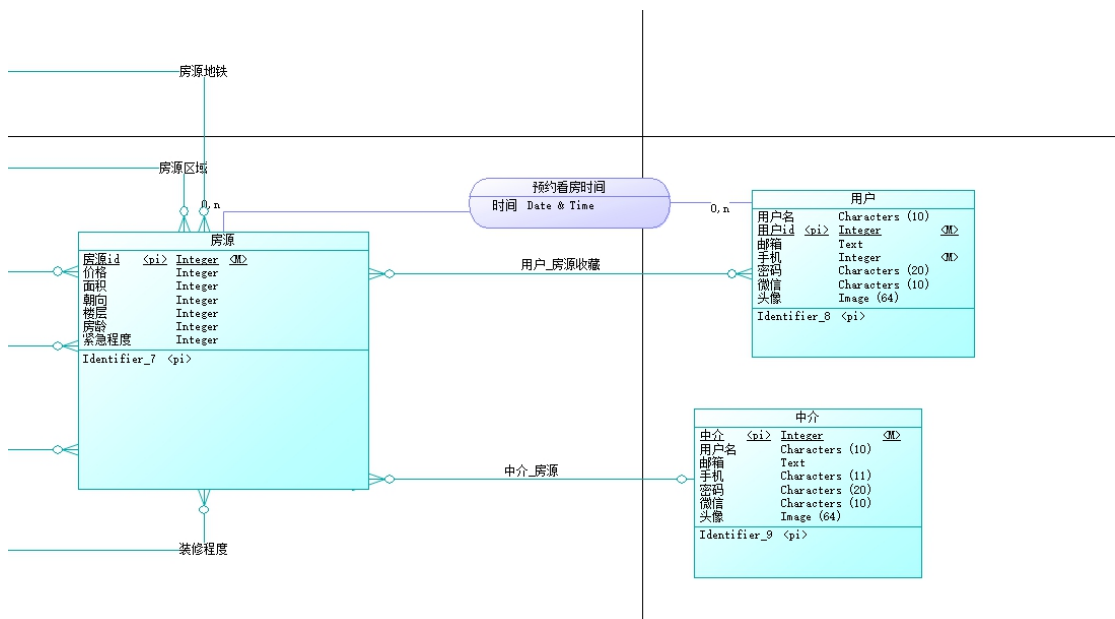 房源地铁
房源区域
0,n
预约看房时间
时间 Date & Time
0,n
房源
房源id <pi> Integer <M>
价格 Integer
面积 Integer
朝向 Integer
楼层 Integer
房龄 Integer
紧急程度 Integer
Identifier_7 <pi>
用户_房源收藏
用户
用户名 Characters (10)
用户id <pi> Integer <M>
邮箱 Text
手机 Integer <M>
密码 Characters (20)
微信 Characters (10)
头像 Image (64)
Identifier_8 <pi>
中介_房源
中介
中介 <pi> Integer <M>
用户名 Characters (10)
邮箱 Text
手机 Characters (11)
密码 Characters (20)
微信 Characters (10)
头像 Image (64)
Identifier_9 <pi>
装修程度